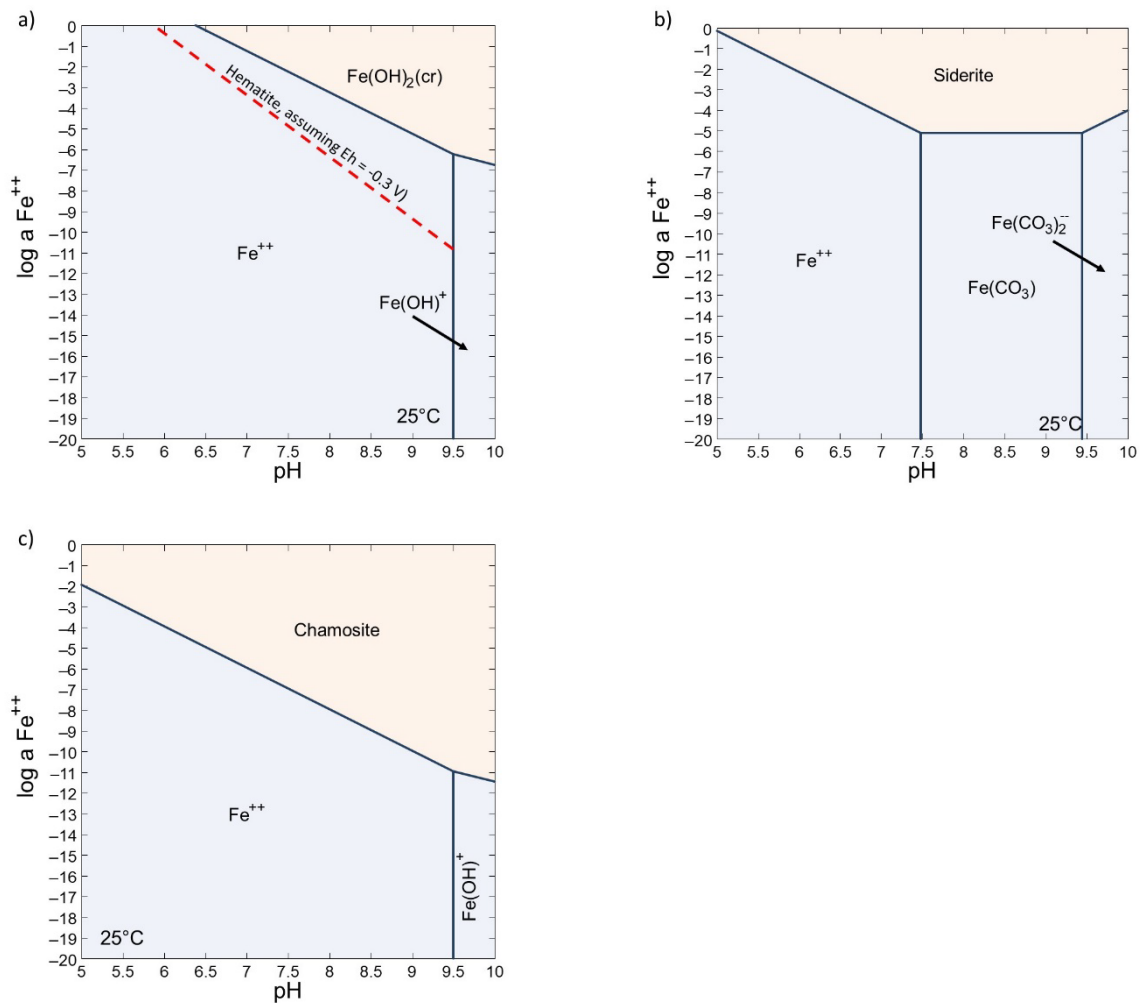 a)
0
–1
–2
–3
–4
–5
–6
–7
–8
–9
–10
–11
–12
–13
–14
–15
–16
–17
–18
–19
–20
log a Fe++
Fe(OH)2(cr)
Hematite, assuming Eh = -0.3 V)
Fe++
Fe(OH)+
25°C
5 5.5 6 6.5 7 7.5 8 8.5 9 9.5 10
pH
b)
0
–1
–2
–3
–4
–5
–6
–7
–8
–9
–10
–11
–12
–13
–14
–15
–16
–17
–18
–19
–20
log a Fe++
Siderite
Fe(CO3)2--
Fe++
Fe(CO3)
25°C
5 5.5 6 6.5 7 7.5 8 8.5 9 9.5 10
pH
c)
0
–1
–2
–3
–4
–5
–6
–7
–8
–9
–10
–11
–12
–13
–14
–15
–16
–17
–18
–19
–20
log a Fe++
Chamosite
Fe++
Fe(OH)+
25°C
5 5.5 6 6.5 7 7.5 8 8.5 9 9.5 10
pH